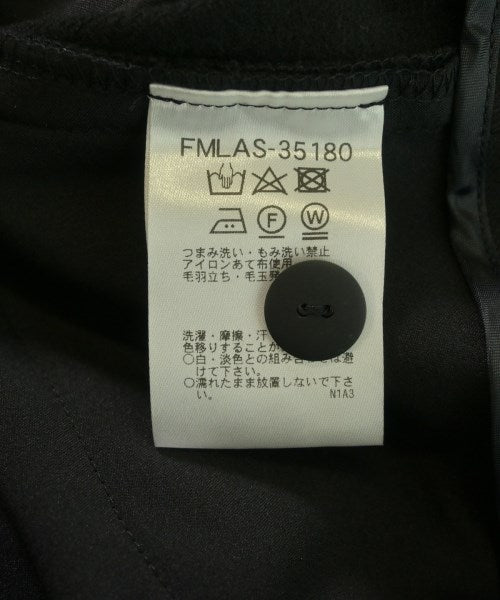 FMLAS-35180
F W
つまみ洗い・もみ洗い禁止
アイロンあて布使用
毛羽立ち・毛玉
洗濯・摩擦・汗
色移りすることが
○白・淡色との組み合 は避
けて下さい。
○濡れたまま放置しないで下さ
い。 N1A3